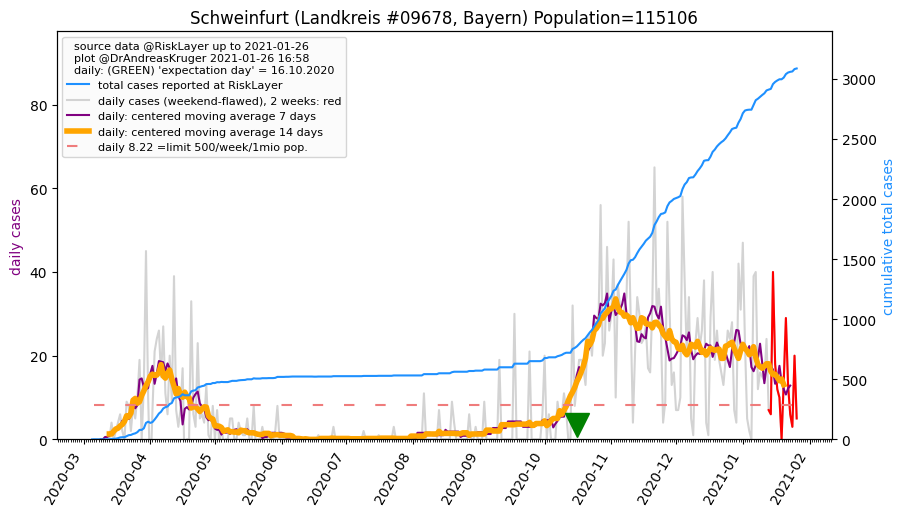 Schweinfurt (Landkreis #09678, Bayern) Population=115106
source data @RiskLayer up to 2021-01-26
plot @DrAndreasKruger 2021-01-26 16:58
daily: (GREEN) 'expectation day' = 16.10.2020
total cases reported at RiskLayer
daily cases (weekend-flawed), 2 weeks: red
daily: centered moving average 7 days
daily: centered moving average 14 days
daily 8.22 =limit 500/week/1mio pop.
daily cases
80
60
40
20
0
cumulative total cases
3000
2500
2000
1500
1000
500
0
2020-03
2020-04
2020-05
2020-06
2020-07
2020-08
2020-09
2020-10
2020-11
2020-12
2021-01
2021-02